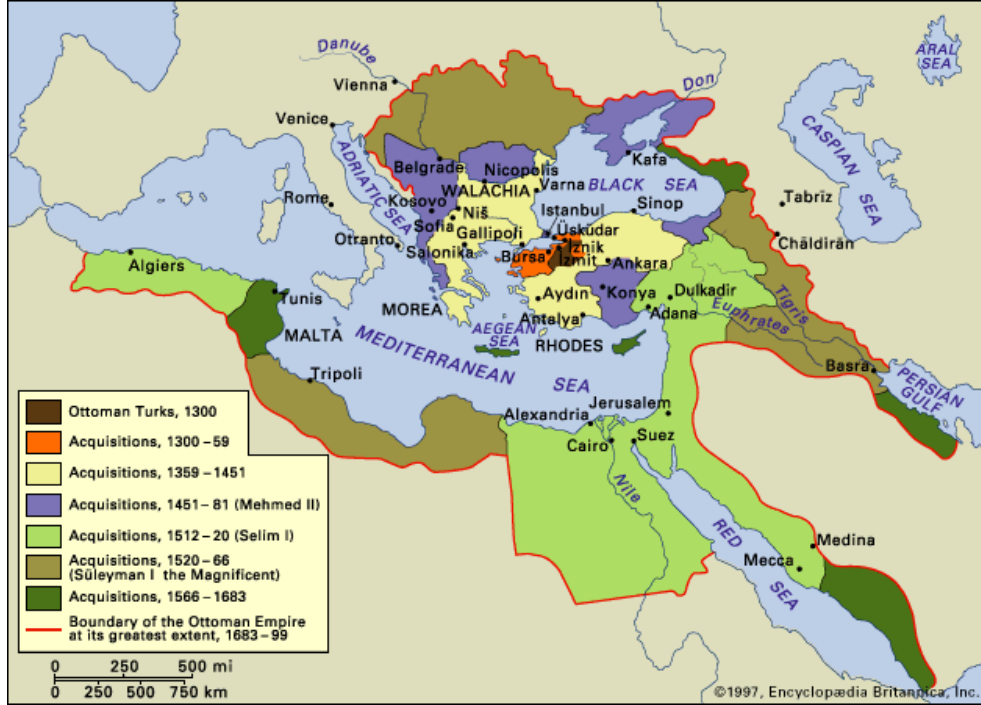 ARAL
SEA
Danube
Vienna
Don
Venice
CASPIAN SEA
ADRIATIC SEA
Belgrade
Nicopolis
Kafa
WALACHIA
Varna
BLACK SEA
Tabrīz
Rome
Kosovo
Niš
Sinop
Sofia
Istanbul
Üsküdar
Chāldirān
Otranto
Salonika
Gallipoli
İznik
Bursa
İzmit
Ankara
Algiers
Tunis
MOREA
Aydın
Konya
Dulkadir
Tigris
Antalya
Adana
Euphrates
MALTA
AEGEAN
SEA
RHODES
MEDITERRANEAN SEA
Basra
PERSIAN
GULF
Tripoli
Jerusalem
Alexandria
Cairo
Suez
Nile
RED SEA
Medina
Mecca
Ottoman Turks, 1300
Acquisitions, 1300–59
Acquisitions, 1359–1451
Acquisitions, 1451–81 (Mehmed II)
Acquisitions, 1512–20 (Selim I)
Acquisitions, 1520–66
(Süleyman I the Magnificent)
Acquisitions, 1566–1683
Boundary of the Ottoman Empire
at its greatest extent, 1683–99
0 250 500 mi
0 250 500 750 km
©1997, Encyclopædia Britannica, Inc.